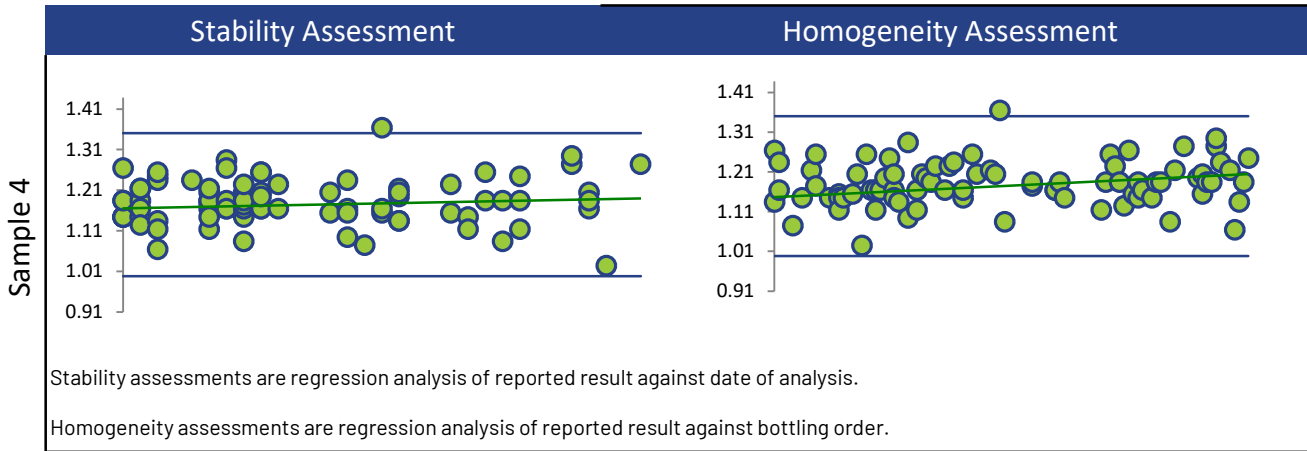 Stability Assessment
Homogeneity Assessment
Sample 4
1.41
1.31
1.21
1.11
1.01
0.91
1.41
1.31
1.21
1.11
1.01
0.91
Stability assessments are regression analysis of reported result against date of analysis.
Homogeneity assessments are regression analysis of reported result against bottling order.